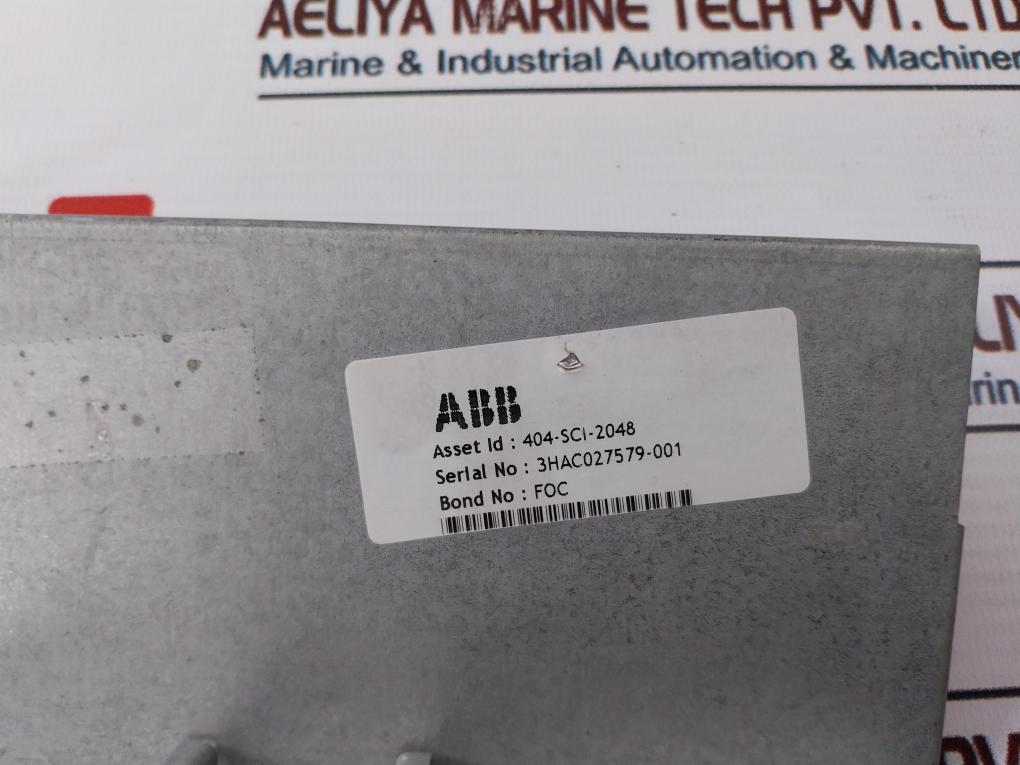 AELIYA MARINE TECH PVT. LTD
Marine & Industrial Automation & Machiner
ABB
Asset Id : 404-SCI-2048
Serial No : 3HAC027579-001
Bond No : FOC